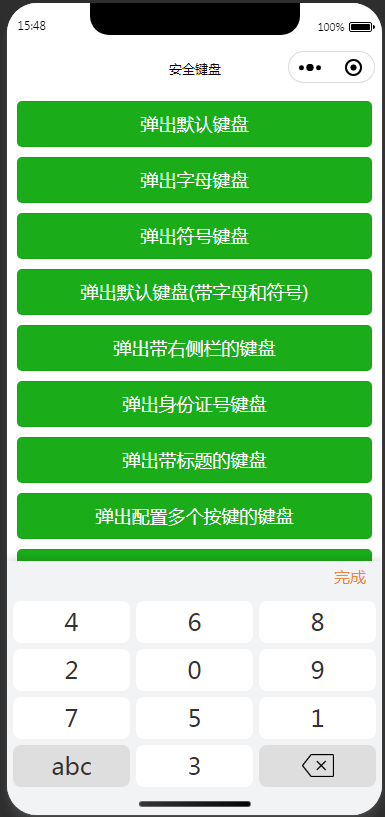 15:48 100%
安全键盘
弹出默认键盘
弹出字母键盘
弹出符号键盘
弹出默认键盘(带字母和符号)
弹出带右侧栏的键盘
弹出身份证号键盘
弹出带标题的键盘
弹出配置多个按键的键盘
完成
4 6 8
2 0 9
7 5 1
abc 3